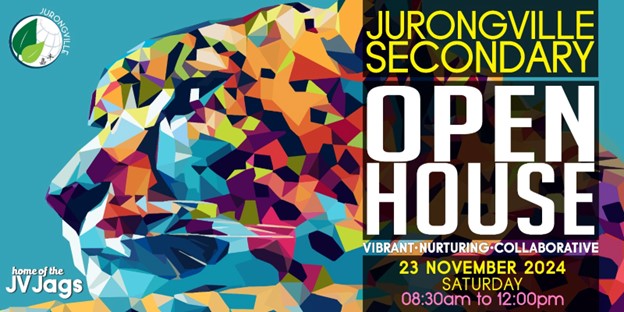 JURONGVILLE
home of the
JV Jags
JURONGVILLE
SECONDARY
OPEN
HOUSE
VIBRANT·NURTURING·COLLABORATIVE
23 NOVEMBER 2024
SATURDAY
08:30am to 12:00pm